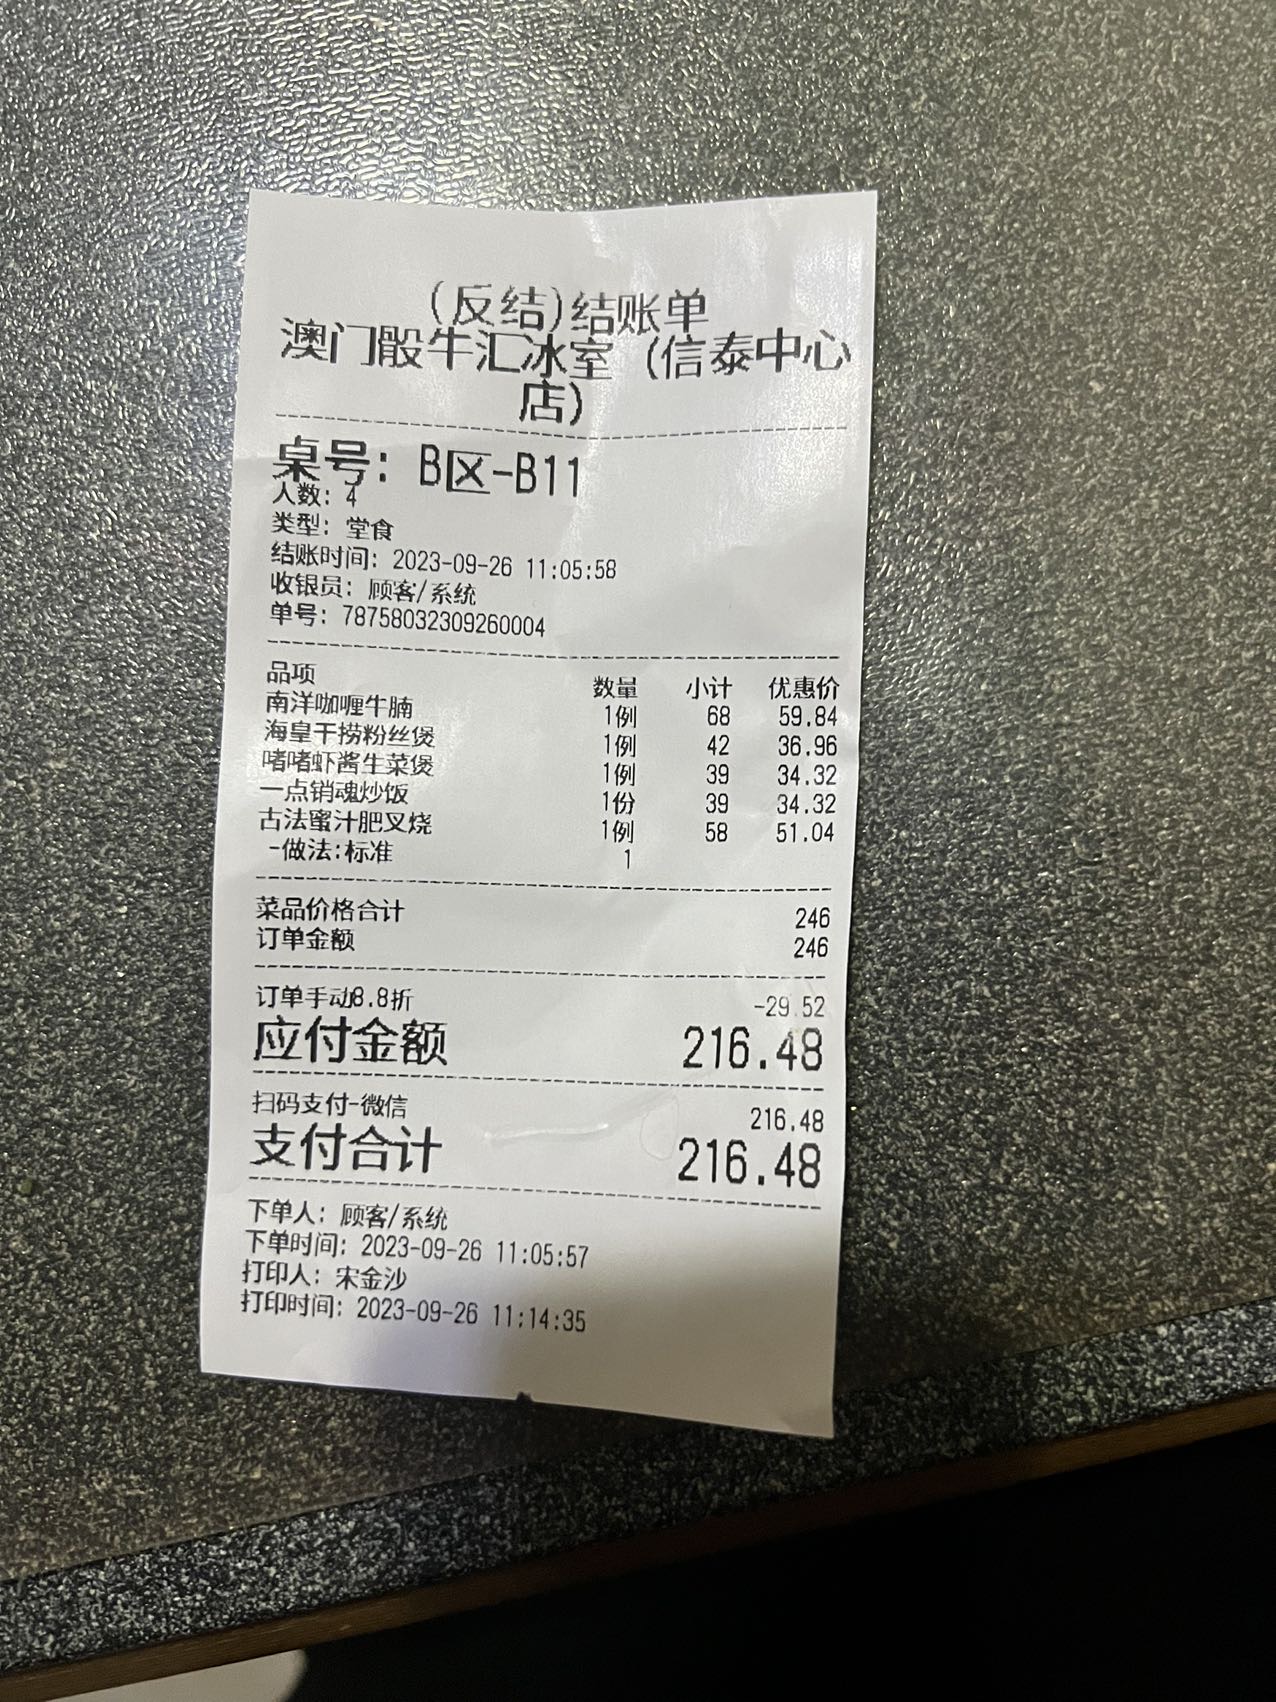 (反结)结账单
澳门骰牛汇冰室 (信泰中心
店)
桌号: B区-B11
人数: 4
类型: 堂食
结账时间: 2023-09-26 11:05:58
收银员: 顾客/系统
单号: 78758032309260004
品项 数量 小计 优惠价
南洋咖喱牛腩 1例 68 59.84
海皇干捞粉丝煲 1例 42 36.96
啫啫虾酱生菜煲 1例 39 34.32
一点销魂炒饭 1份 39 34.32
古法蜜汁肥叉烧 1例 58 51.04
-做法:标准 1
菜品价格合计 246
订单金额 246
订单手动8.8折 -29.52
应付金额 216.48
扫码支付-微信 216.48
支付合计 216.48
下单人: 顾客/系统
下单时间: 2023-09-26 11:05:57
打印人: 宋金沙
打印时间: 2023-09-26 11:14:35